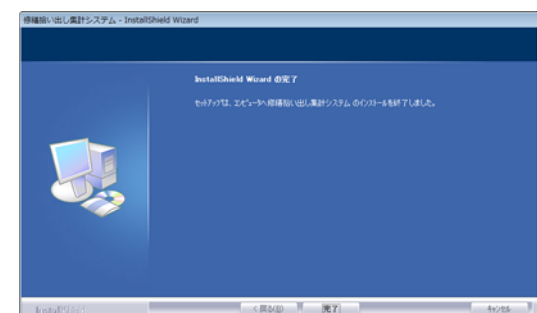 修繕拾い出し集計システム - InstallShield Wizard
InstallShield Wizard の完了
セットアップは、コンピュータへ修繕拾い出し集計システム のインストールを終了しました。
InstallShield
< 戻る(B)
完了
キャンセル